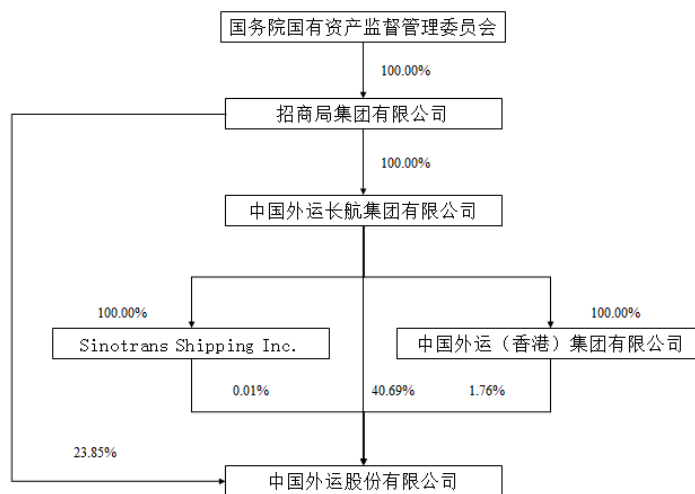 国务院国有资产监督管理委员会
100.00%
招商局集团有限公司
100.00%
中国外运长航集团有限公司
100.00%
100.00%
Sinotrans Shipping Inc.
中国外运（香港）集团有限公司
0.01%
40.69%
1.76%
23.85%
中国外运股份有限公司